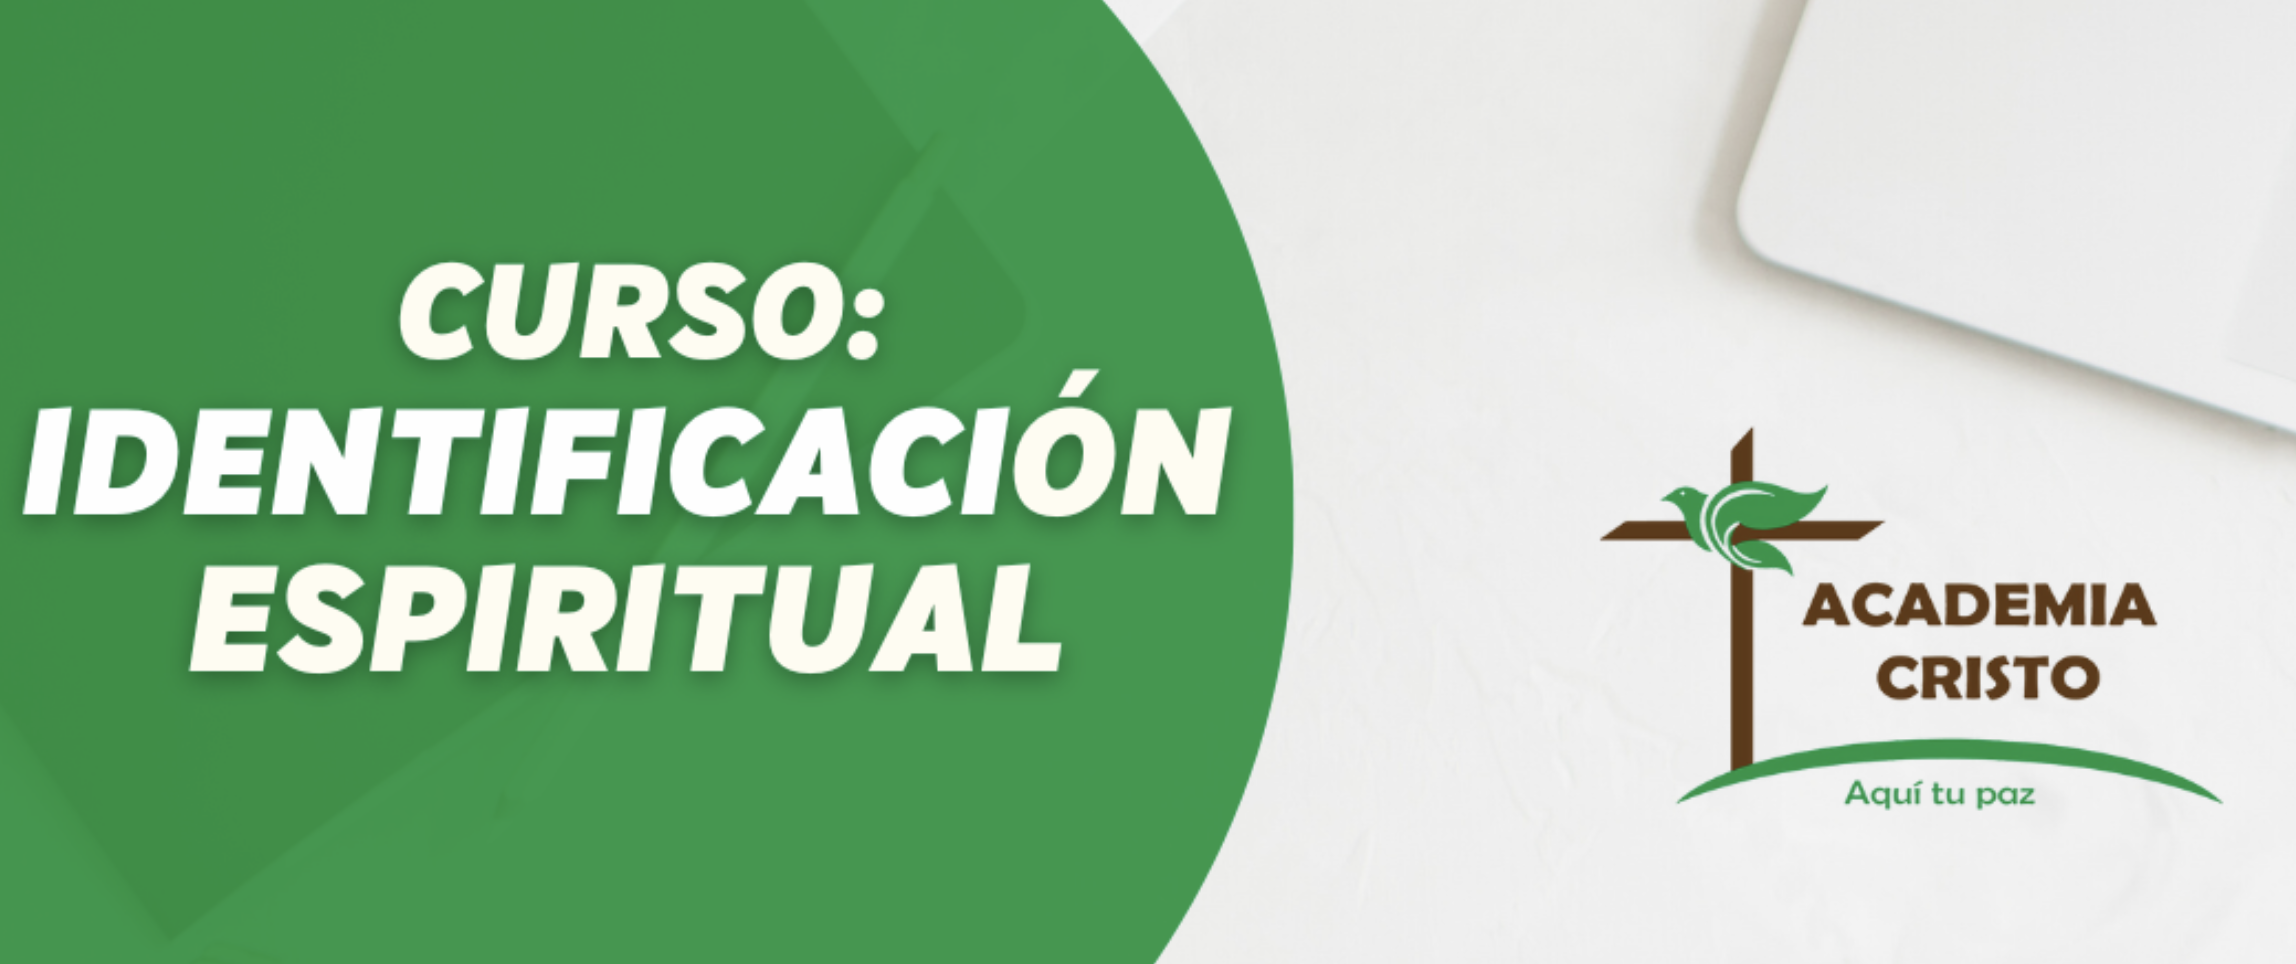 CURSO:
IDENTIFICACIÓN
ESPIRITUAL
ACADEMIA
CRISTO
Aquí tu paz